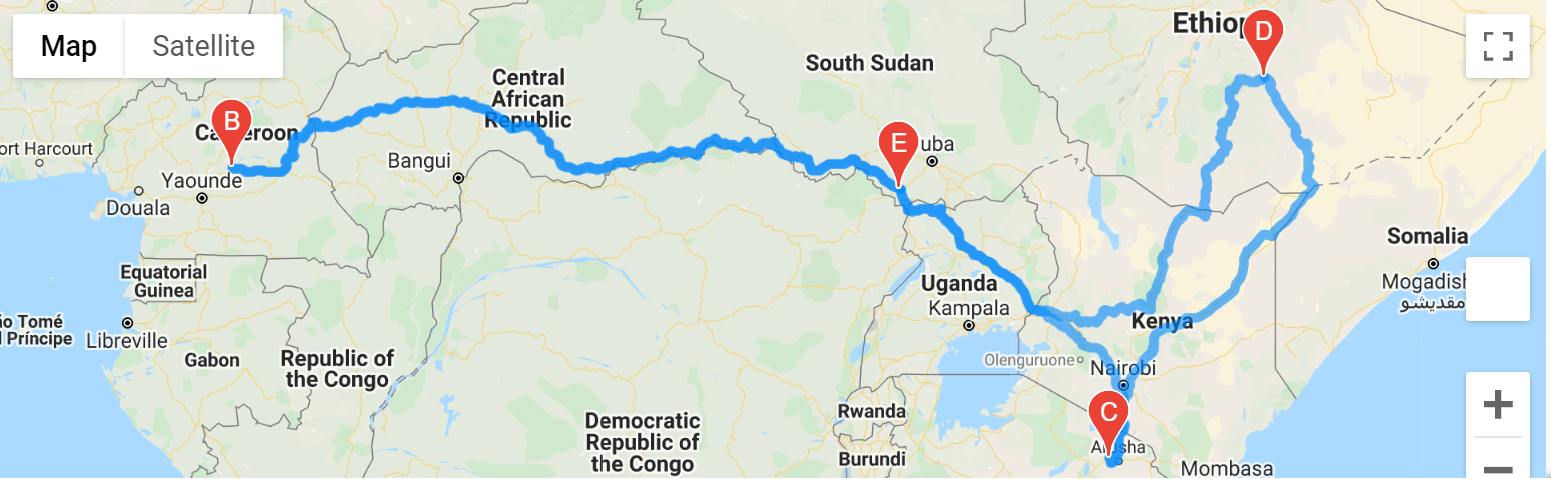 Map
Satellite
Ethiop
D
South Sudan
Central
African
Republic
B
Cameroon
ort Harcourt
E
uba
Bangui
Yaounde
Douala
Somalia
Equatorial
Guinea
Uganda
Mogadish
مقديشو
Kampala
Kenya
ão Tomé
l Príncipe
Libreville
Gabon
Republic of
the Congo
Olenguruone
Nairobi
C
Rwanda
Democratic
Republic of
the Congo
Arusha
Burundi
Mombasa
+
−